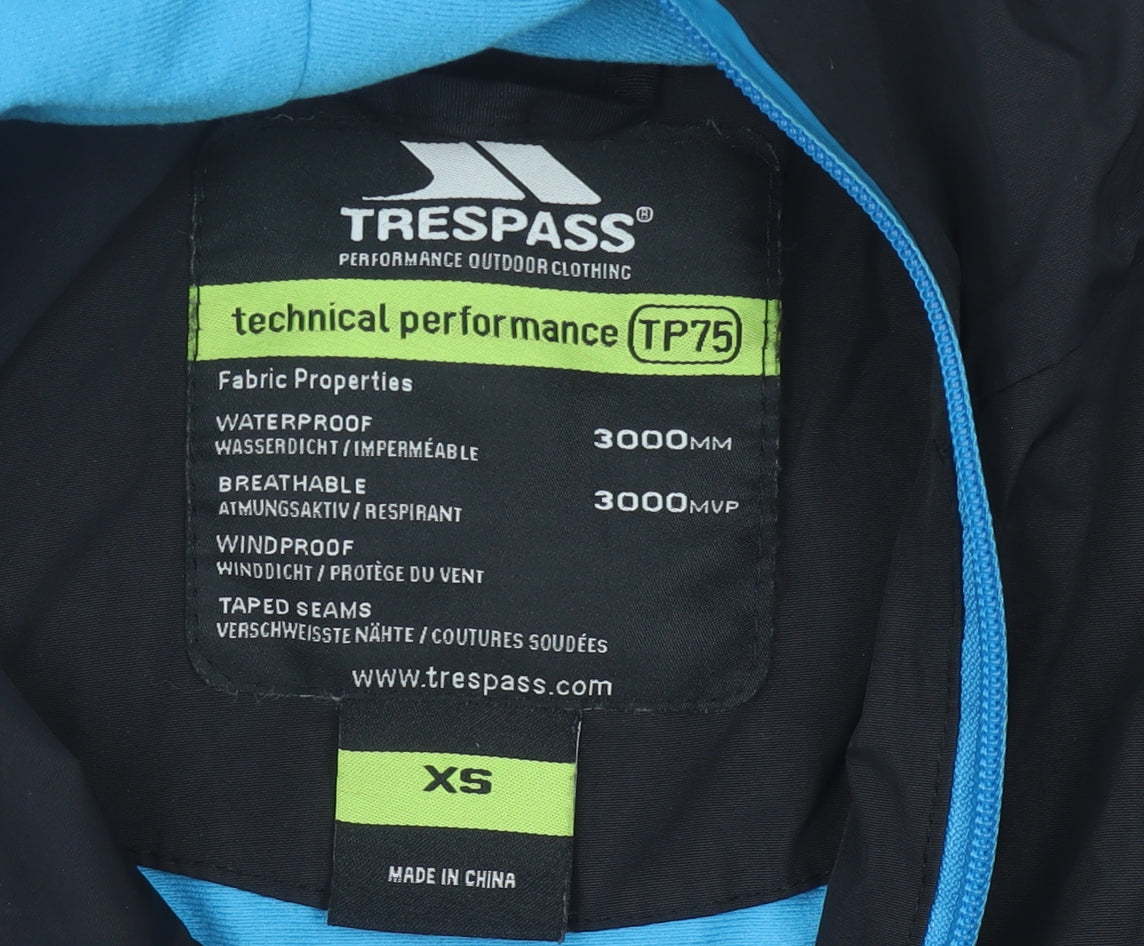 TRESPASS®
PERFORMANCE OUTDOOR CLOTHING
technical performance TP75
Fabric Properties
WATERPROOF
WASSERDICHT / IMPERMÉABLE 3000MM
BREATHABLE
ATMUNGSAKTIV / RESPIRANT 3000MVP
WINDPROOF
WINDDICHT / PROTÈGE DU VENT
TAPED SEAMS
VERSCHWEISSTE NÄHTE / COUTURES SOUDÉES
www.trespass.com
XS
MADE IN CHINA